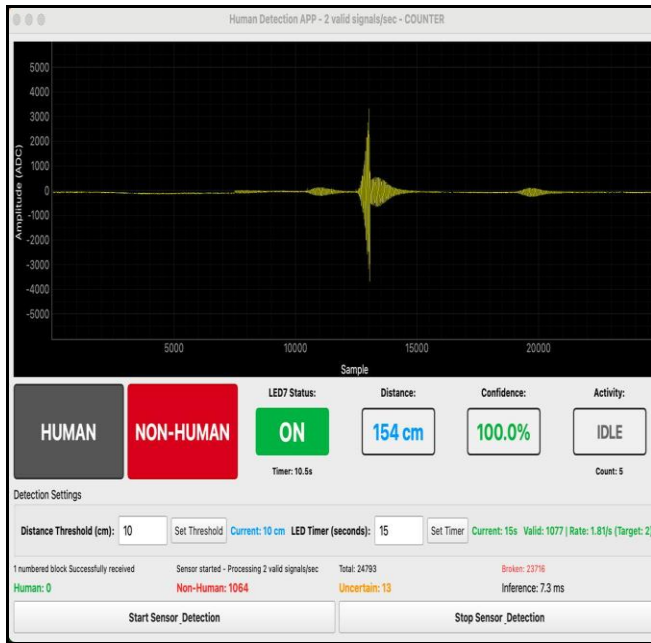 Human Detection APP - 2 valid signals/sec - COUNTER
5000
4000
3000
2000
1000
0
-1000
-2000
-3000
-4000
-5000
Amplitude (ADC)
5000 10000 15000 20000
Sample
HUMAN
NON-HUMAN
LED7 Status:
ON
Timer: 10.5s
Distance:
154 cm
Confidence:
100.0%
Activity:
IDLE
Count: 5
Detection Settings
Distance Threshold (cm): 10 Set Threshold Current: 10 cm LED Timer (seconds): 15 Set Timer Current: 15s Valid: 1077 | Rate: 1.81/s (Target: 2)
1 numbered block Successfully received Sensor started - Processing 2 valid signals/sec Total: 24793 Broken: 23716
Human: 0 Non-Human: 1064 Uncertain: 13 Inference: 7.3 ms
Start Sensor_Detection Stop Sensor_Detection